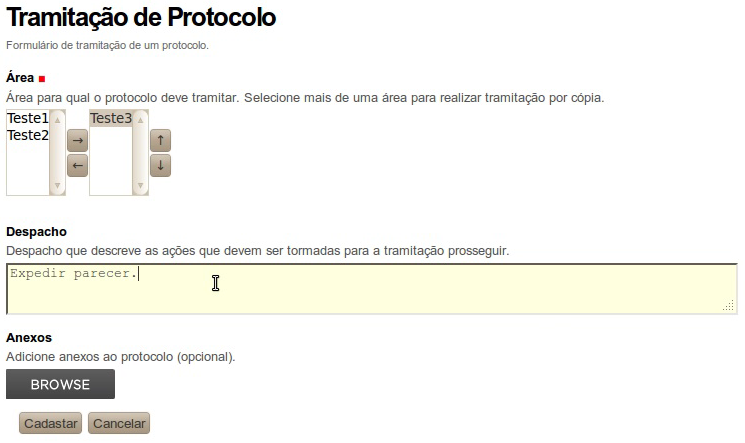 Tramitação de Protocolo
Formulário de tramitação de um protocolo.
Área
Área para qual o protocolo deve tramitar. Selecione mais de uma área para realizar tramitação por cópia.
Teste1 → Teste3 ↑
Teste2 ← ↓
Despacho
Despacho que descreve as ações que devem ser tormadas para a tramitação prosseguir.
Expedir parecer.
Anexos
Adicione anexos ao protocolo (opcional).
BROWSE
Cadastar Cancelar